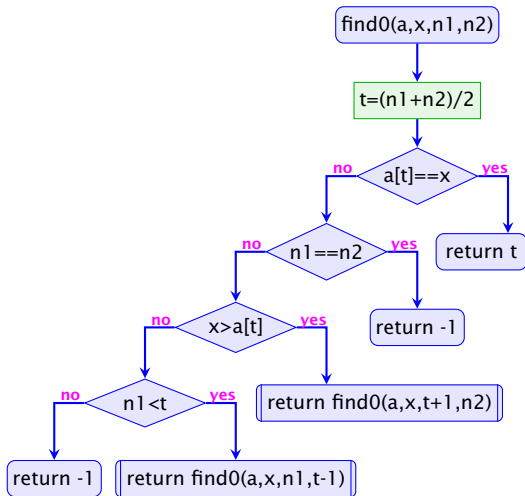 find0(a,x,n1,n2)
t=(n1+n2)/2
a[t]==x
no
yes
return t
n1==n2
no
yes
return -1
x>a[t]
no
yes
return find0(a,x,t+1,n2)
n1<t
no
yes
return -1
return find0(a,x,n1,t-1)